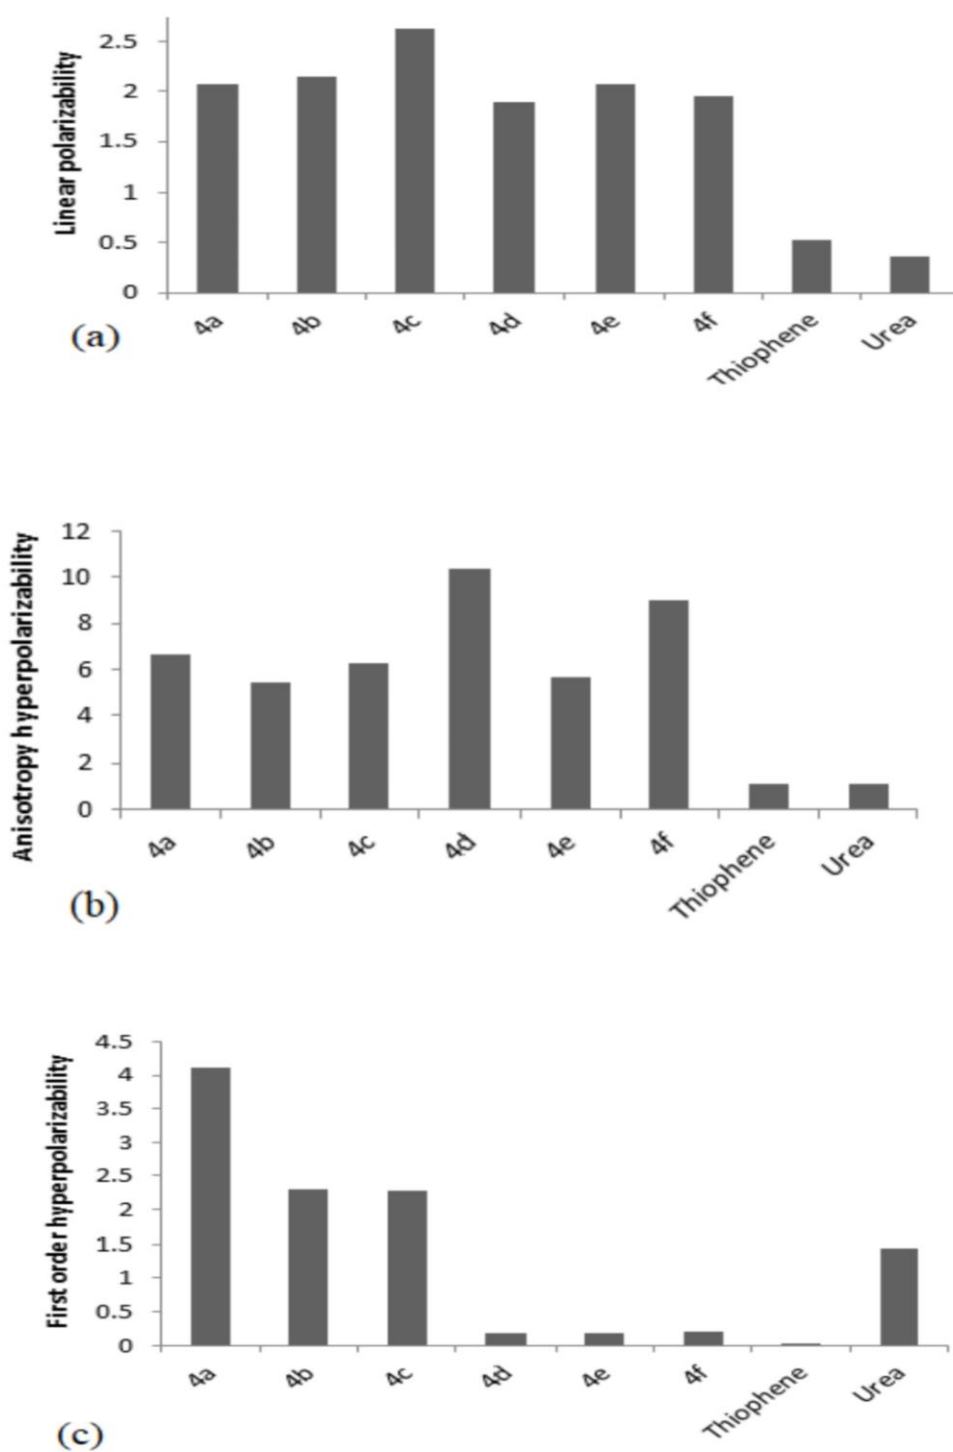 Linear polarizability
2.5
2
1.5
1
0.5
0
4a 4b 4c 4d 4e 4f Thiophene Urea
(a)
Anisotropy hyperpolarizability
12
10
8
6
4
2
0
4a 4b 4c 4d 4e 4f Thiophene Urea
(b)
First order hyperpolarizability
4.5
4
3.5
3
2.5
2
1.5
1
0.5
0
4a 4b 4c 4d 4e 4f Thiophene Urea
(c)